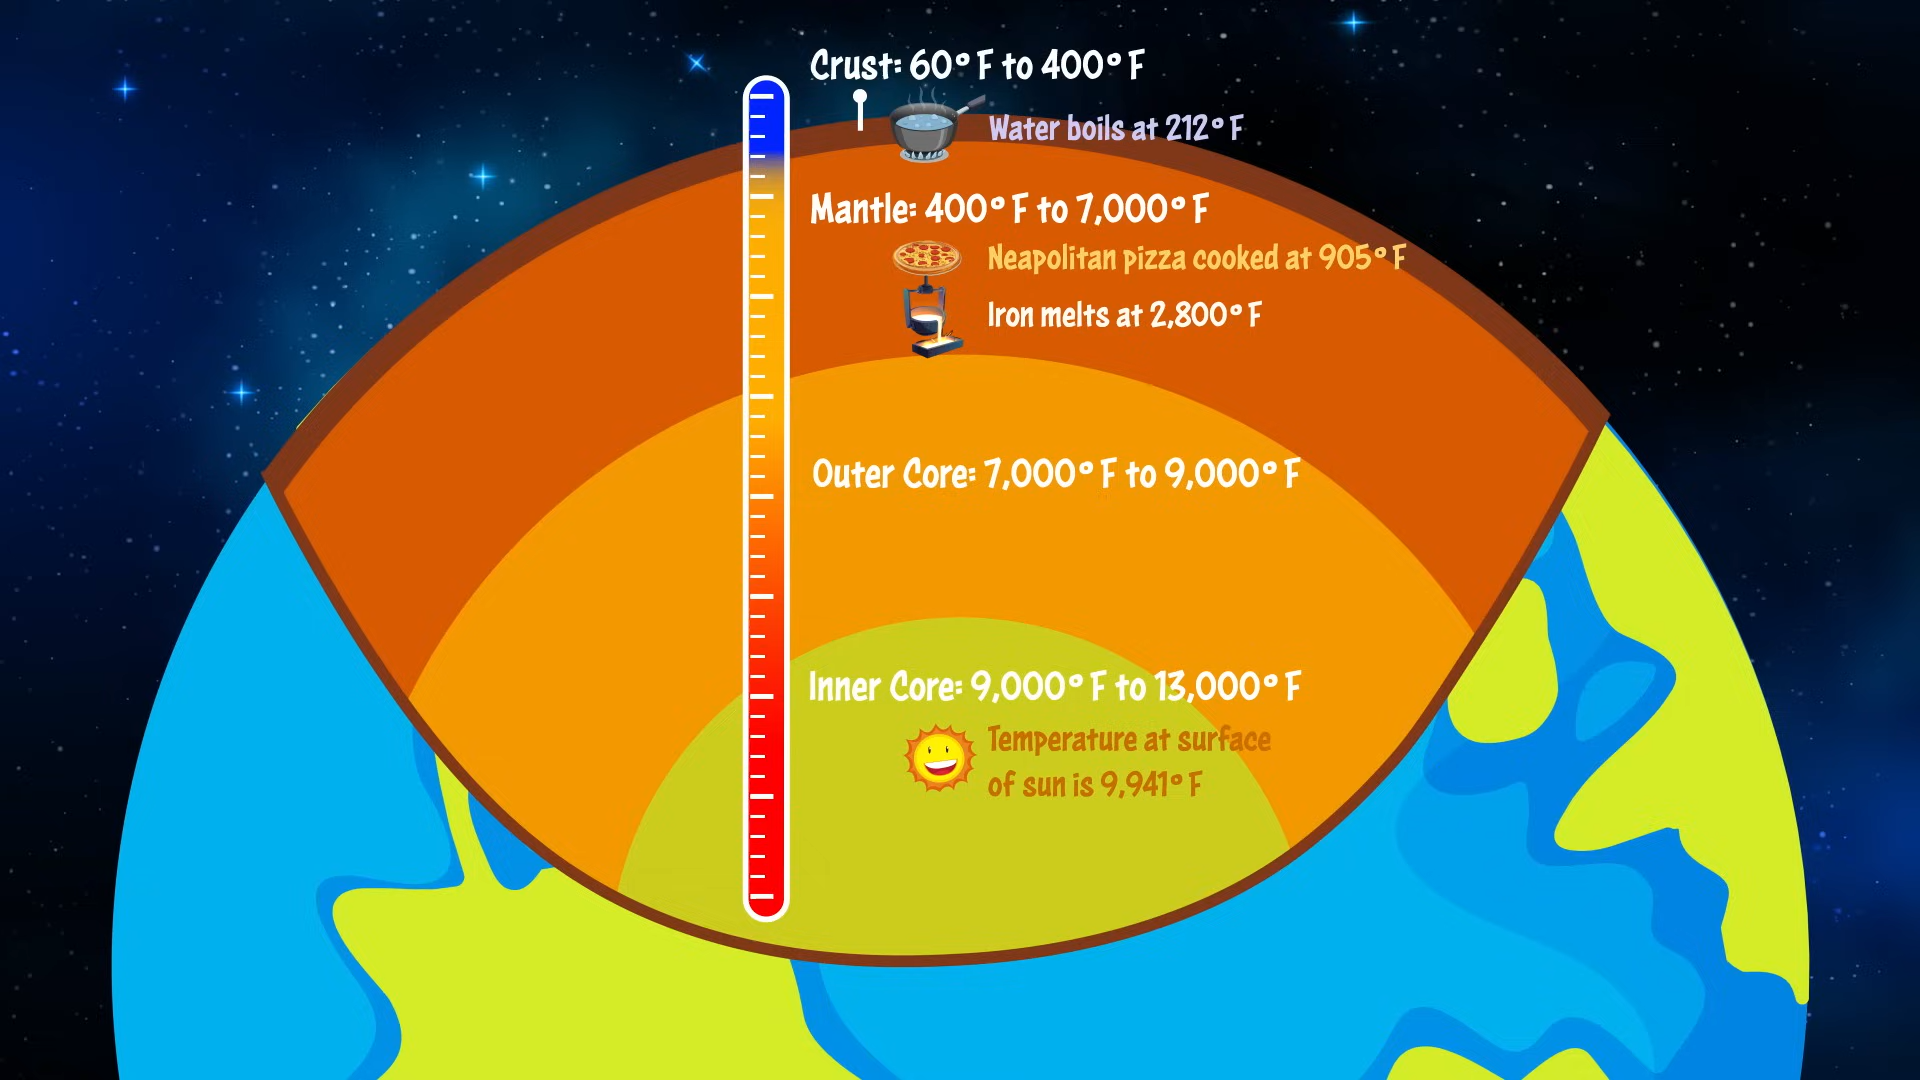 Crust: 60° F to 400° F
Water boils at 212° F
Mantle: 400° F to 7,000° F
Neapolitan pizza cooked at 905° F
Iron melts at 2,800° F
Outer Core: 7,000° F to 9,000° F
Inner Core: 9,000° F to 13,000° F
Temperature at surface
of sun is 9,941° F